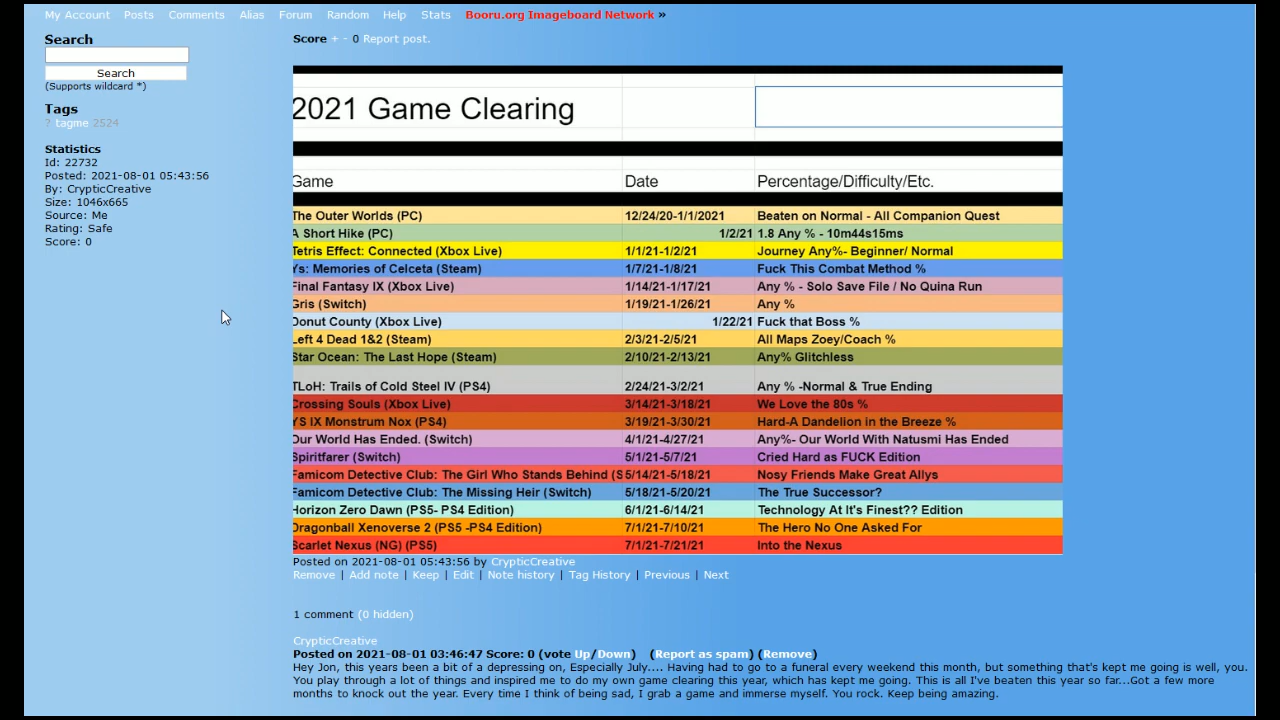 My Account Posts Comments Alias Forum Random Help Stats Booru.org Imageboard Network »
Search
Search
(Supports wildcard *)
Tags
? tagme 2524
Statistics
Id: 22732
Posted: 2021-08-01 05:43:56
By: CrypticCreative
Size: 1046x665
Source: Me
Rating: Safe
Score: 0
Score + - 0 Report post.
2021 Game Clearing
Game Date Percentage/Difficulty/Etc.
The Outer Worlds (PC) 12/24/20-1/1/2021 Beaten on Normal - All Companion Quest
A Short Hike (PC) 1/2/21 1.8 Any % - 10m44s15ms
Tetris Effect: Connected (Xbox Live) 1/1/21-1/2/21 Journey Any%- Beginner/ Normal
Ys: Memories of Celceta (Steam) 1/7/21-1/8/21 Fuck This Combat Method %
Final Fantasy IX (Xbox Live) 1/14/21-1/17/21 Any % - Solo Save File / No Quina Run
Gris (Switch) 1/19/21-1/26/21 Any %
Donut County (Xbox Live) 1/22/21 Fuck that Boss %
Left 4 Dead 1&2 (Steam) 2/3/21-2/5/21 All Maps Zoey/Coach %
Star Ocean: The Last Hope (Steam) 2/10/21-2/13/21 Any% Glitchless
TLoH: Trails of Cold Steel IV (PS4) 2/24/21-3/2/21 Any % -Normal & True Ending
Crossing Souls (Xbox Live) 3/14/21-3/18/21 We Love the 80s %
YS IX Monstrum Nox (PS4) 3/19/21-3/30/21 Hard-A Dandelion in the Breeze %
Our World Has Ended. (Switch) 4/1/21-4/27/21 Any%- Our World With Natusmi Has Ended
Spiritfarer (Switch) 5/1/21-5/7/21 Cried Hard as FUCK Edition
Famicom Detective Club: The Girl Who Stands Behind (S 5/14/21-5/18/21 Nosy Friends Make Great Allys
Famicom Detective Club: The Missing Heir (Switch) 5/18/21-5/20/21 The True Successor?
Horizon Zero Dawn (PS5- PS4 Edition) 6/1/21-6/14/21 Technology At It's Finest?? Edition
Dragonball Xenoverse 2 (PS5 -PS4 Edition) 7/1/21-7/10/21 The Hero No One Asked For
Scarlet Nexus (NG) (PS5) 7/1/21-7/21/21 Into the Nexus
Posted on 2021-08-01 05:43:56 by CrypticCreative
Remove | Add note | Keep | Edit | Note history | Tag History | Previous | Next
1 comment (0 hidden)
CrypticCreative
Posted on 2021-08-01 03:46:47 Score: 0 (vote Up/Down) (Report as spam) (Remove)
Hey Jon, this years been a bit of a depressing on, Especially July.... Having had to go to a funeral every weekend this month, but something that's kept me going is well, you.
You play through a lot of things and inspired me to do my own game clearing this year, which has kept me going. This is all I've beaten this year so far...Got a few more
months to knock out the year. Every time I think of being sad, I grab a game and immerse myself. You rock. Keep being amazing.